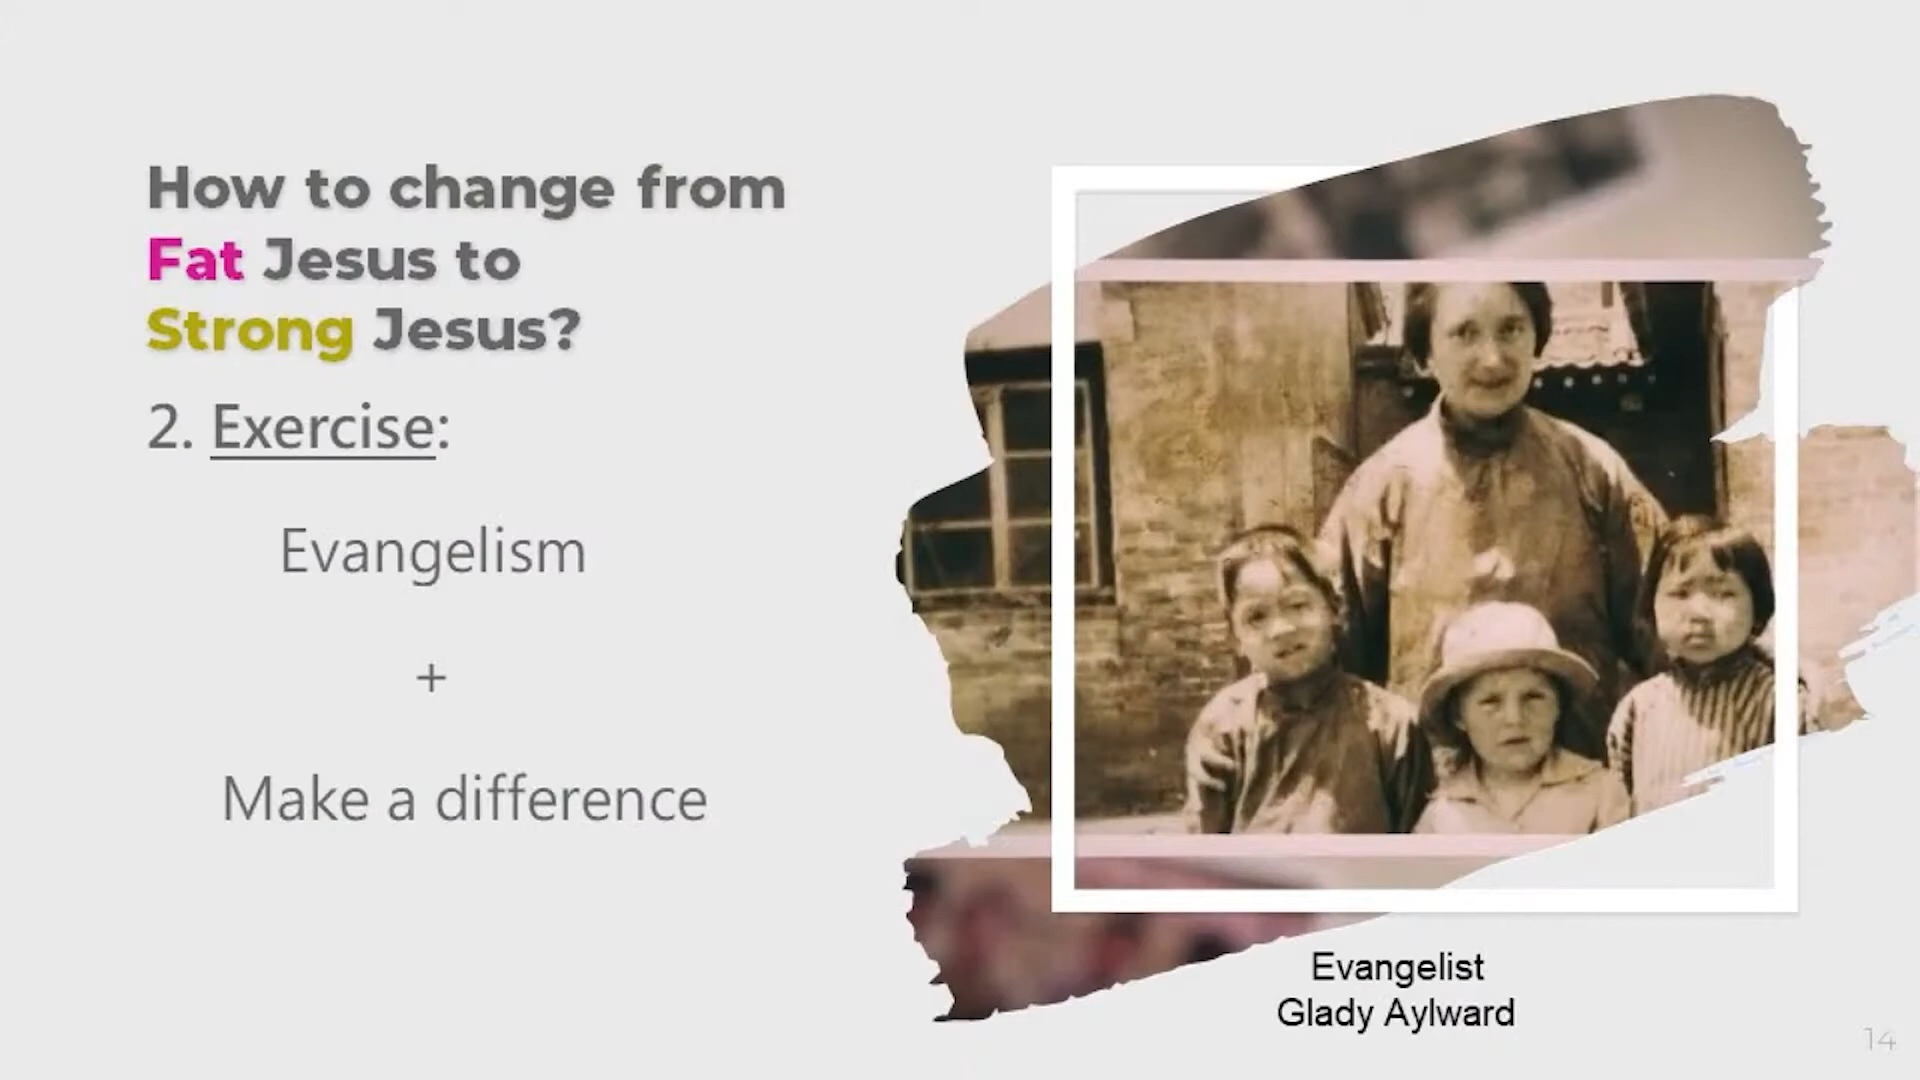 How to change from
Fat Jesus to
Strong Jesus?
2. Exercise:
Evangelism
+
Make a difference
Evangelist
Glady Aylward
14